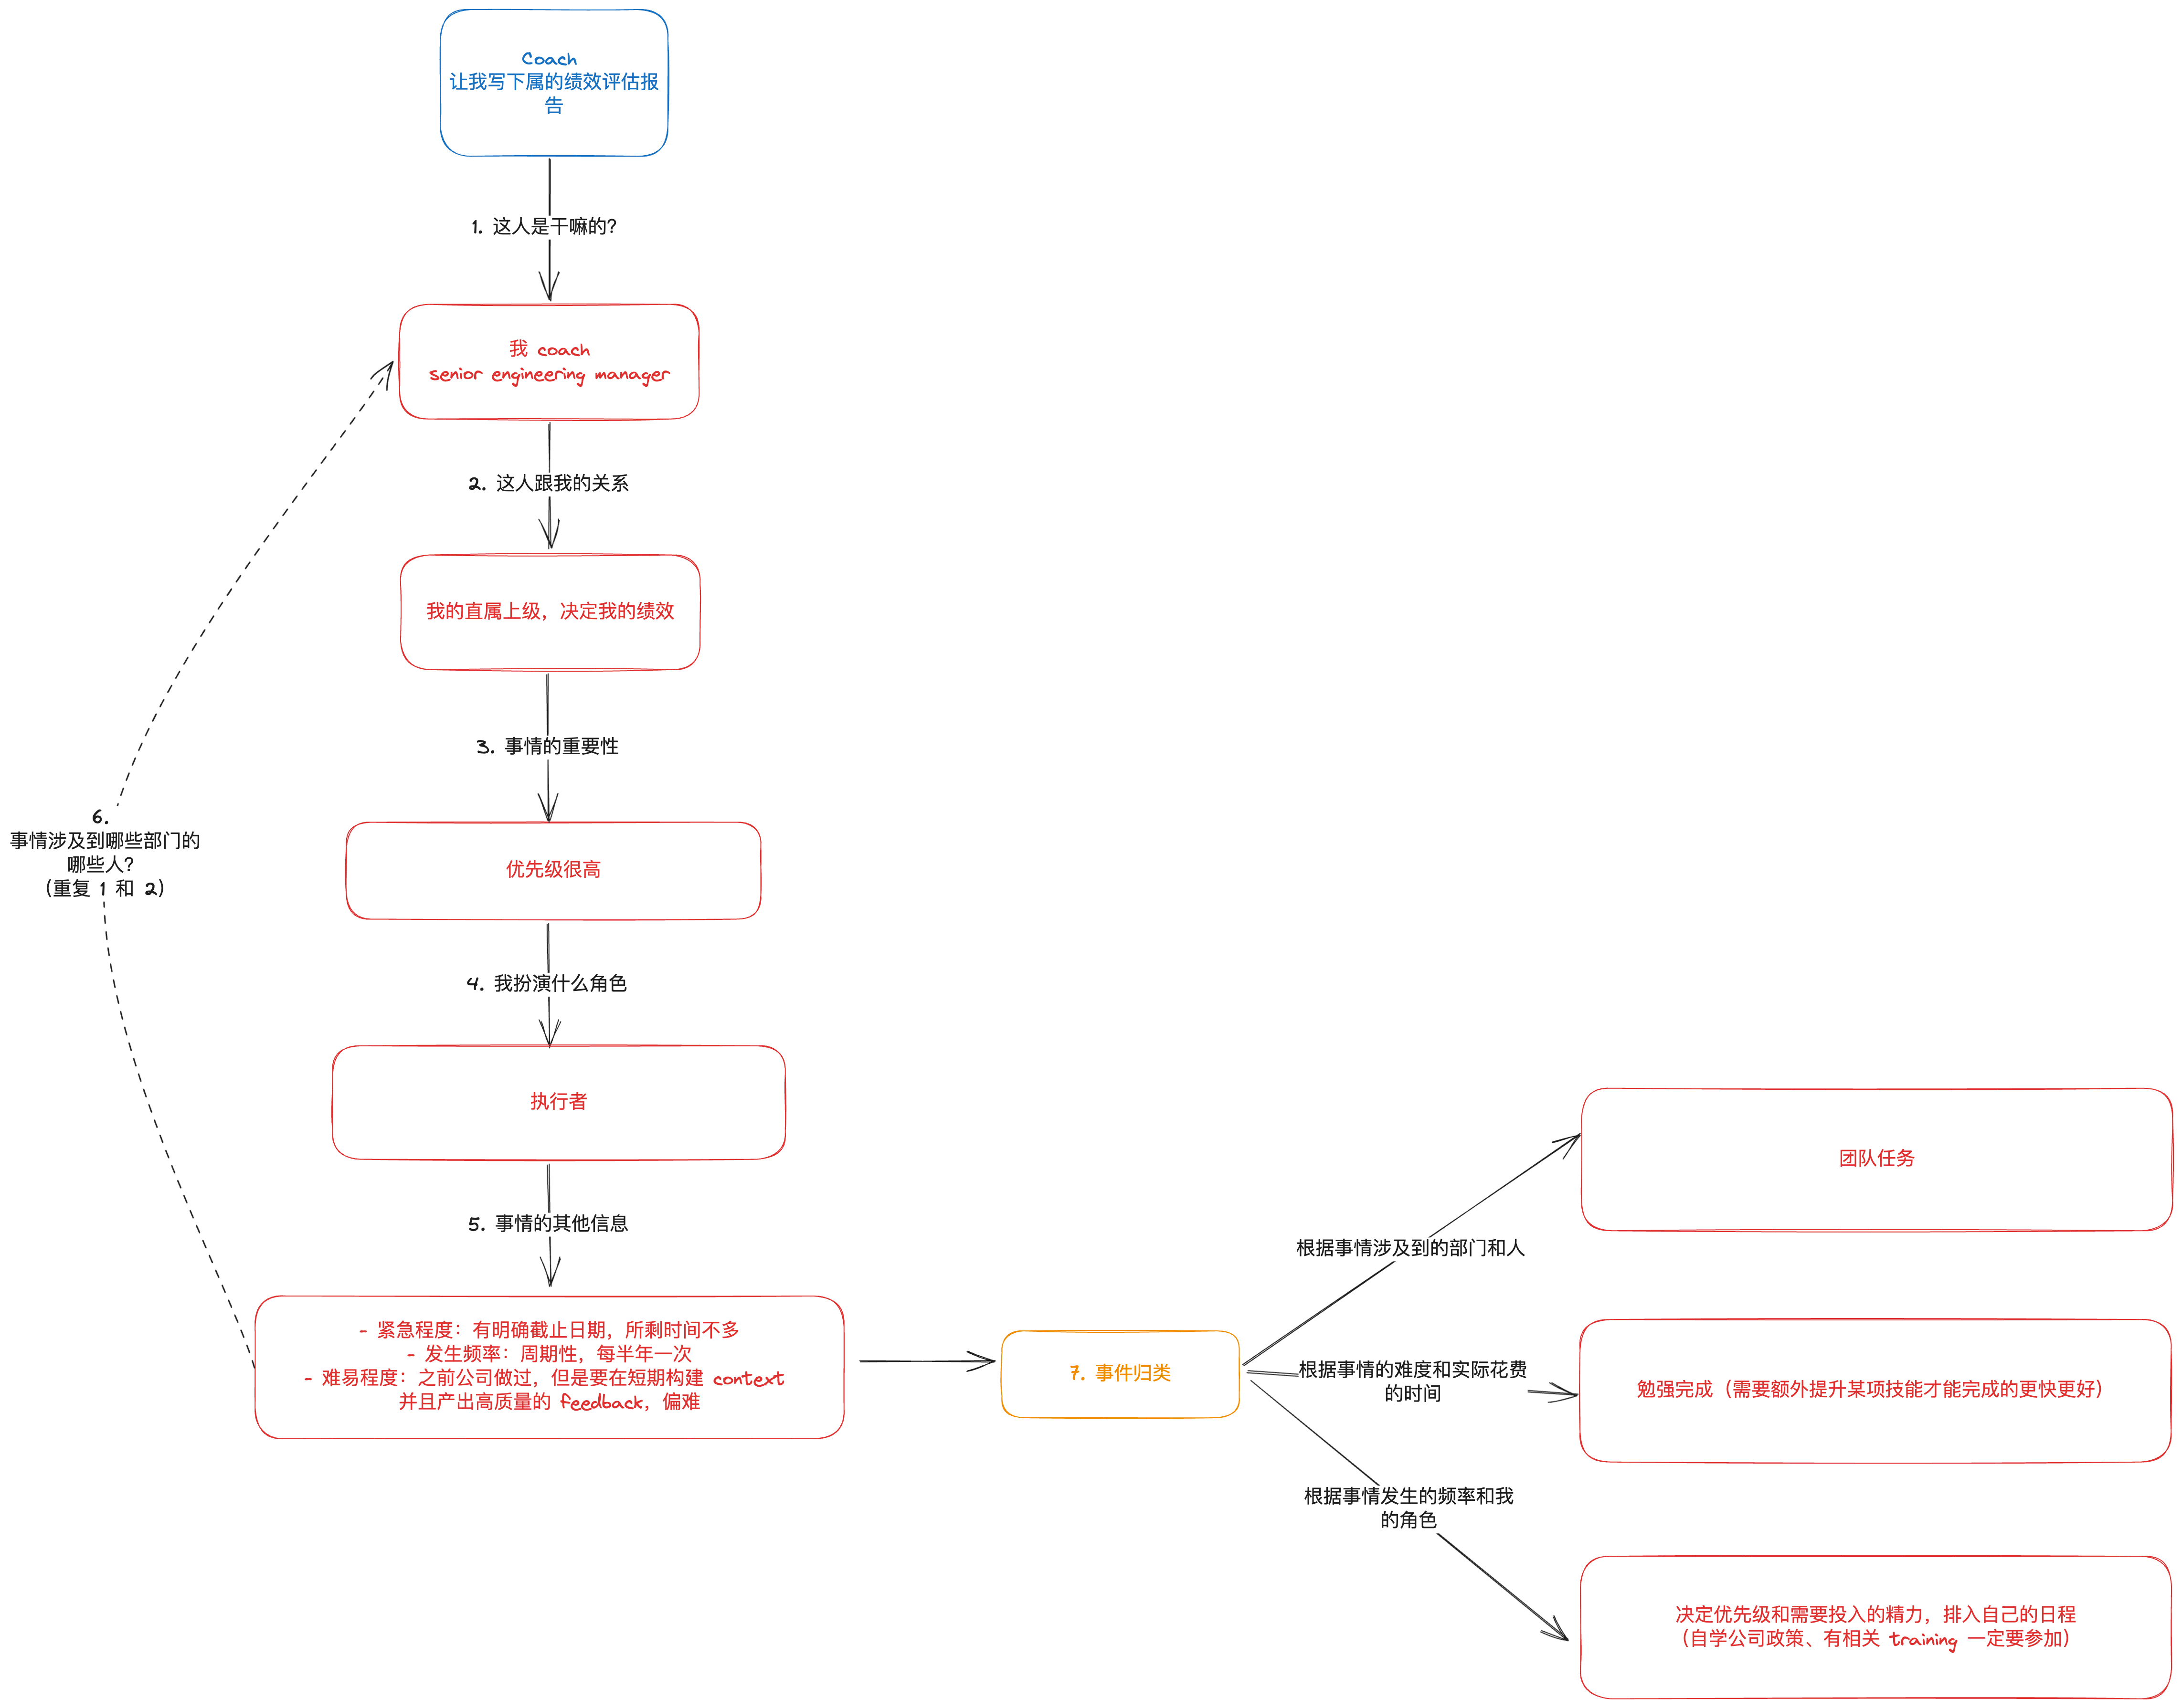 Coach
让我写下属的绩效评估报
告
1. 这人是干嘛的？
我 coach
senior engineering manager
2. 这人跟我的关系
我的直属上级，决定我的绩效
3. 事情的重要性
优先级很高
4. 我扮演什么角色
执行者
5. 事情的其他信息
- 紧急程度：有明确截止日期，所剩时间不多
- 发生频率：周期性，每半年一次
- 难易程度：之前公司做过，但是要在短期构建 context
并且产出高质量的 feedback，偏难
6.
事情涉及到哪些部门的
哪些人？
（重复 1 和 2）
7. 事件归类
根据事情涉及到的部门和人
团队任务
根据事情的难度和实际花费
的时间
勉强完成（需要额外提升某项技能才能完成的更快更好）
根据事情发生的频率和我
的角色
决定优先级和需要投入的精力，排入自己的日程
（自学公司政策、有相关 training 一定要参加）